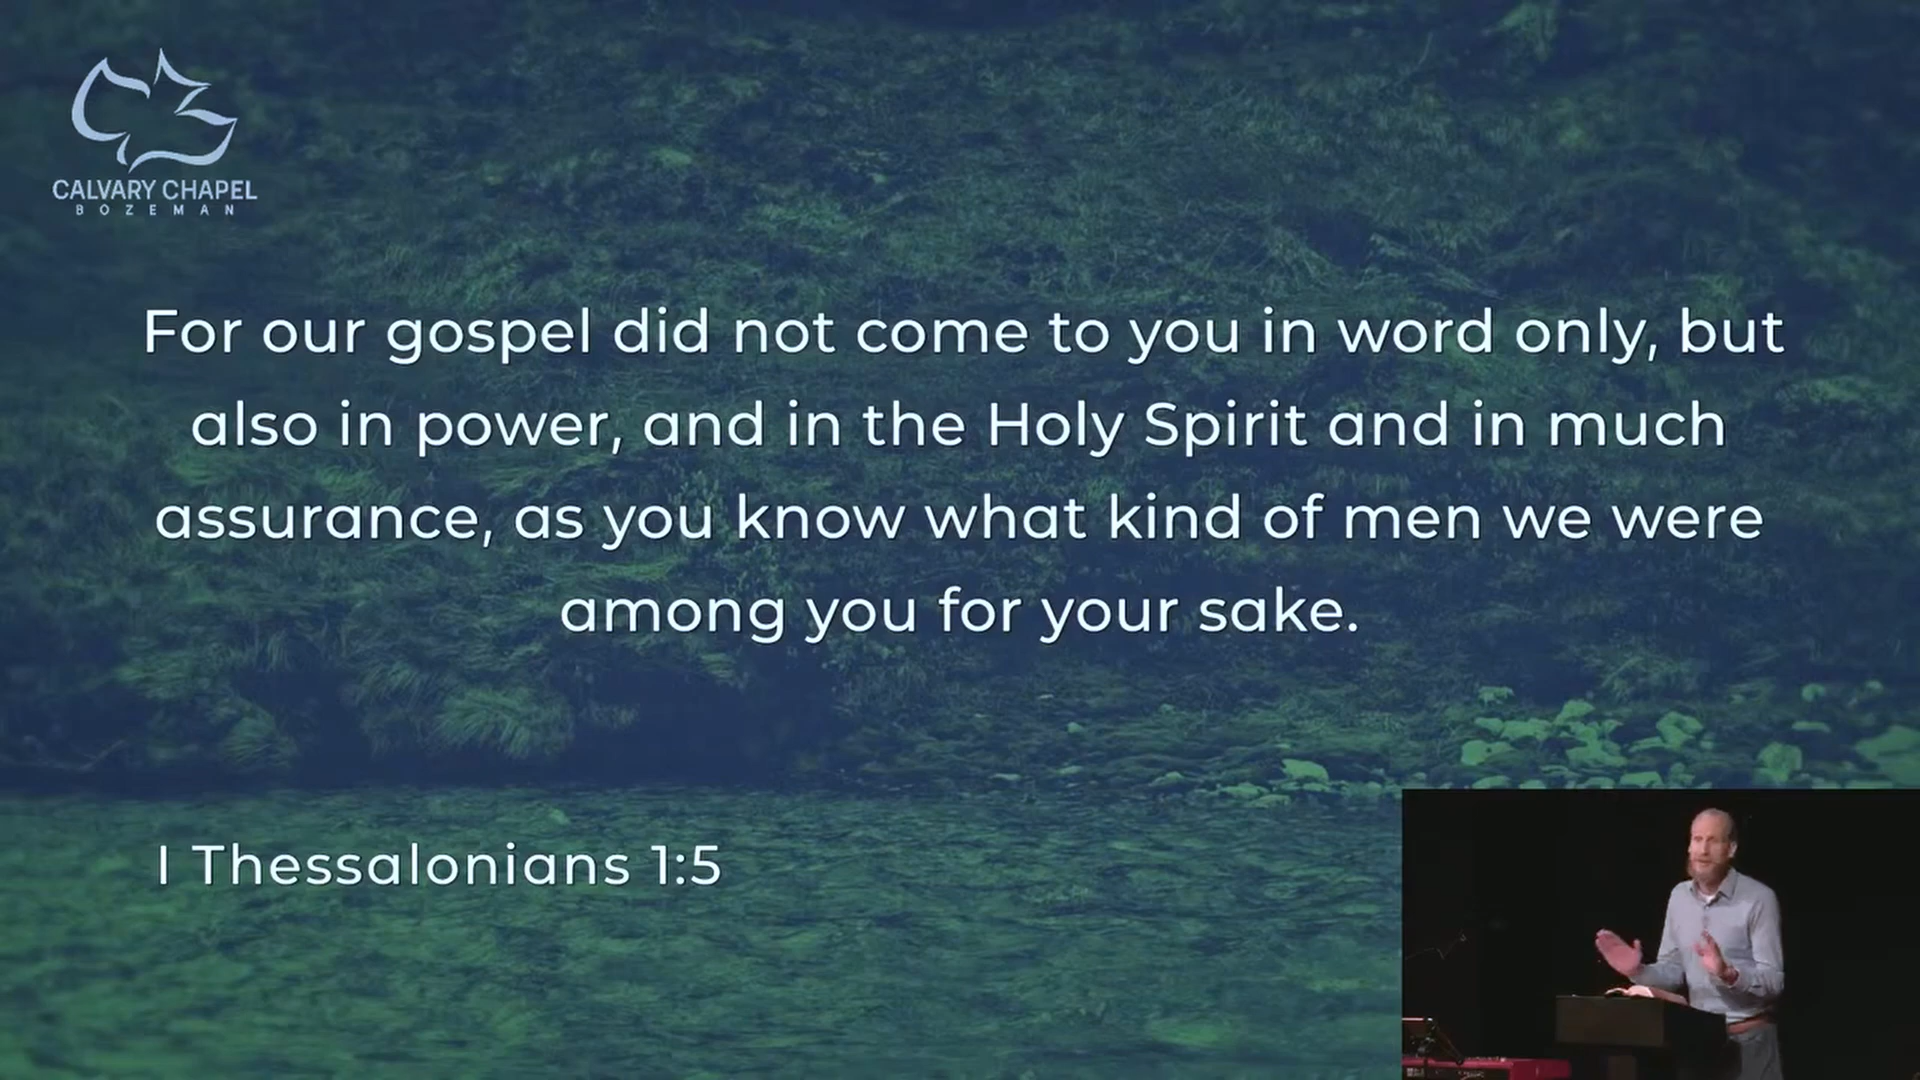 CALVARY CHAPEL
BOZEMAN
For our gospel did not come to you in word only, but
also in power, and in the Holy Spirit and in much
assurance, as you know what kind of men we were
among you for your sake.
I Thessalonians 1:5